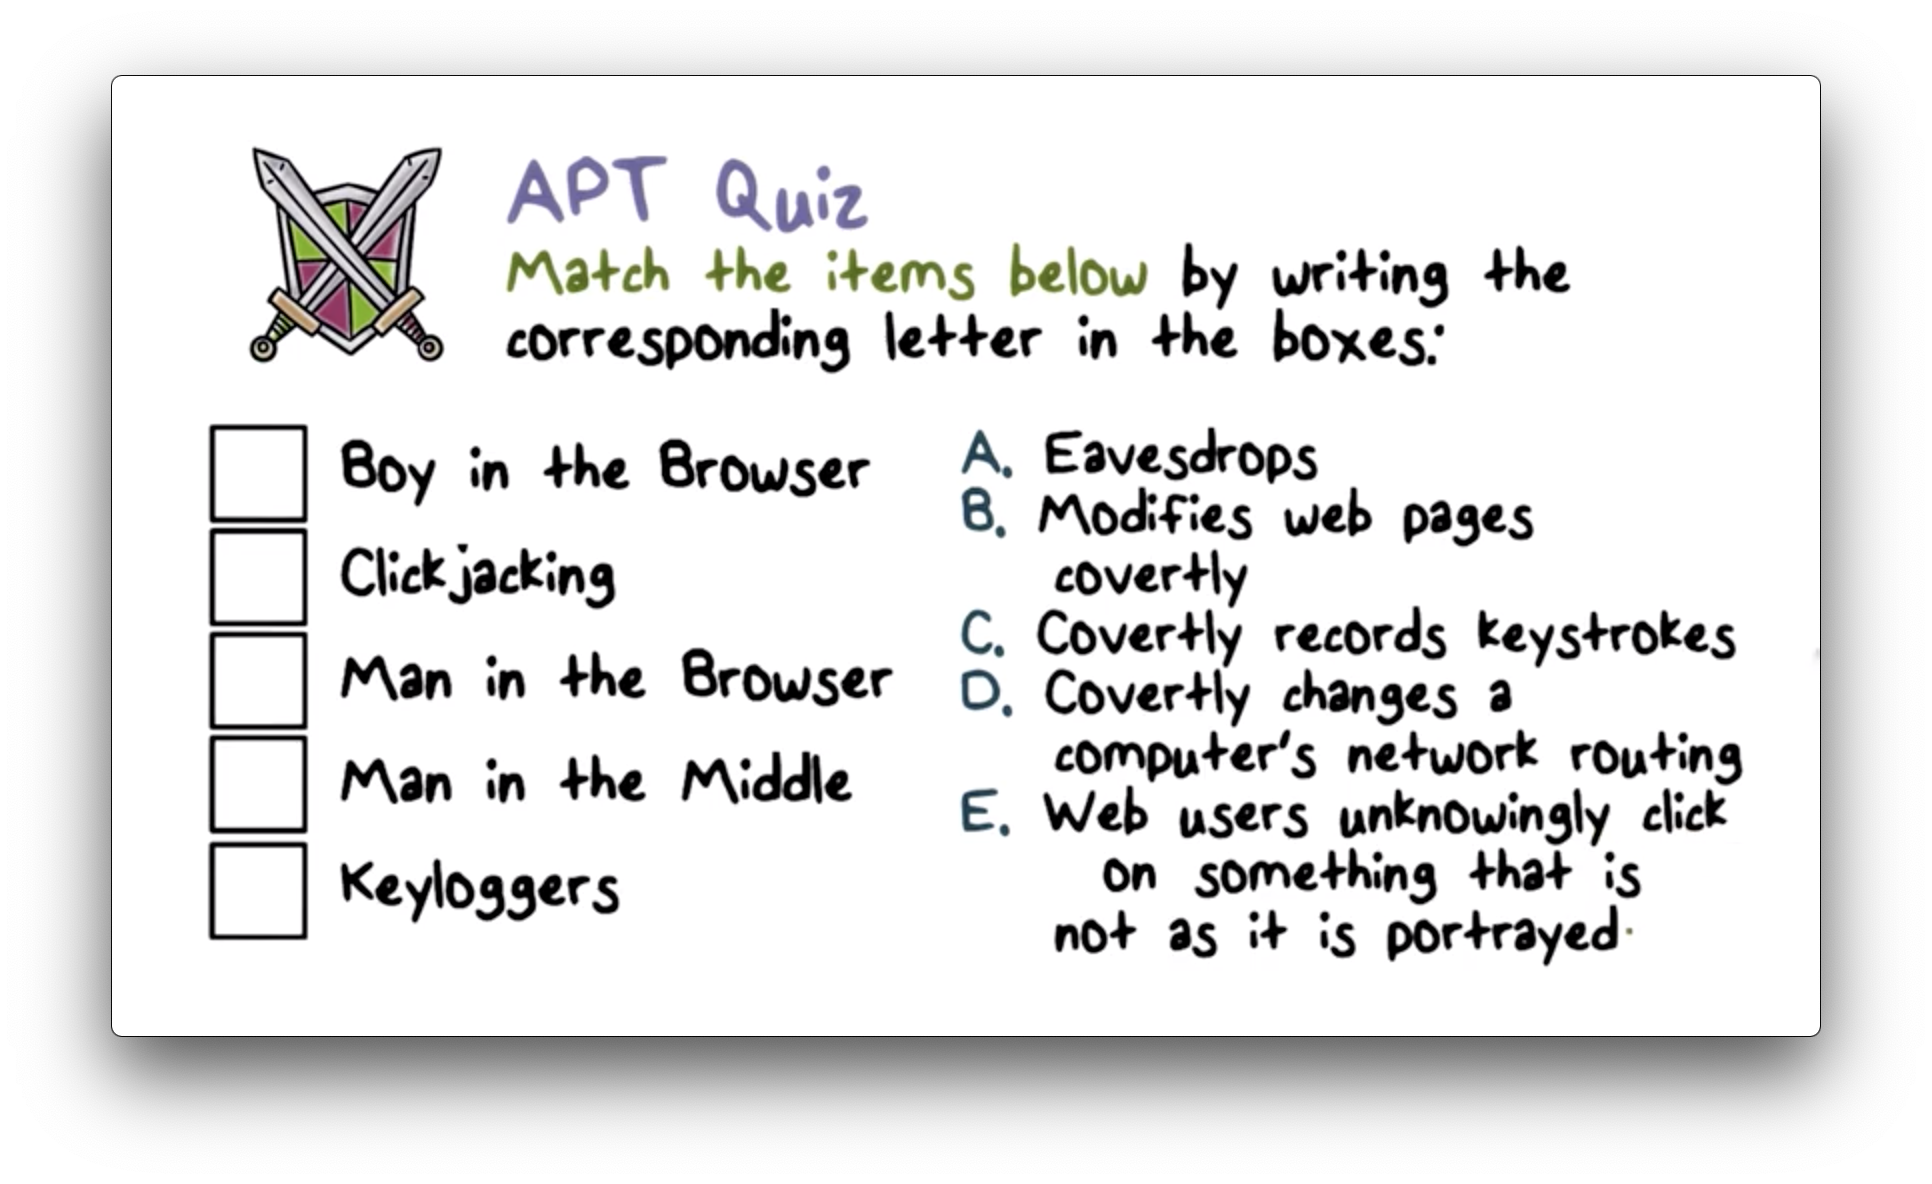 APT Quiz
Match the items below by writing the
corresponding letter in the boxes:
Boy in the Browser
Clickjacking
Man in the Browser
Man in the Middle
Keyloggers
A. Eavesdrops
B. Modifies web pages
covertly
C. Covertly records keystrokes
D. Covertly changes a
computer's network routing
E. Web users unknowingly click
on something that is
not as it is portrayed.